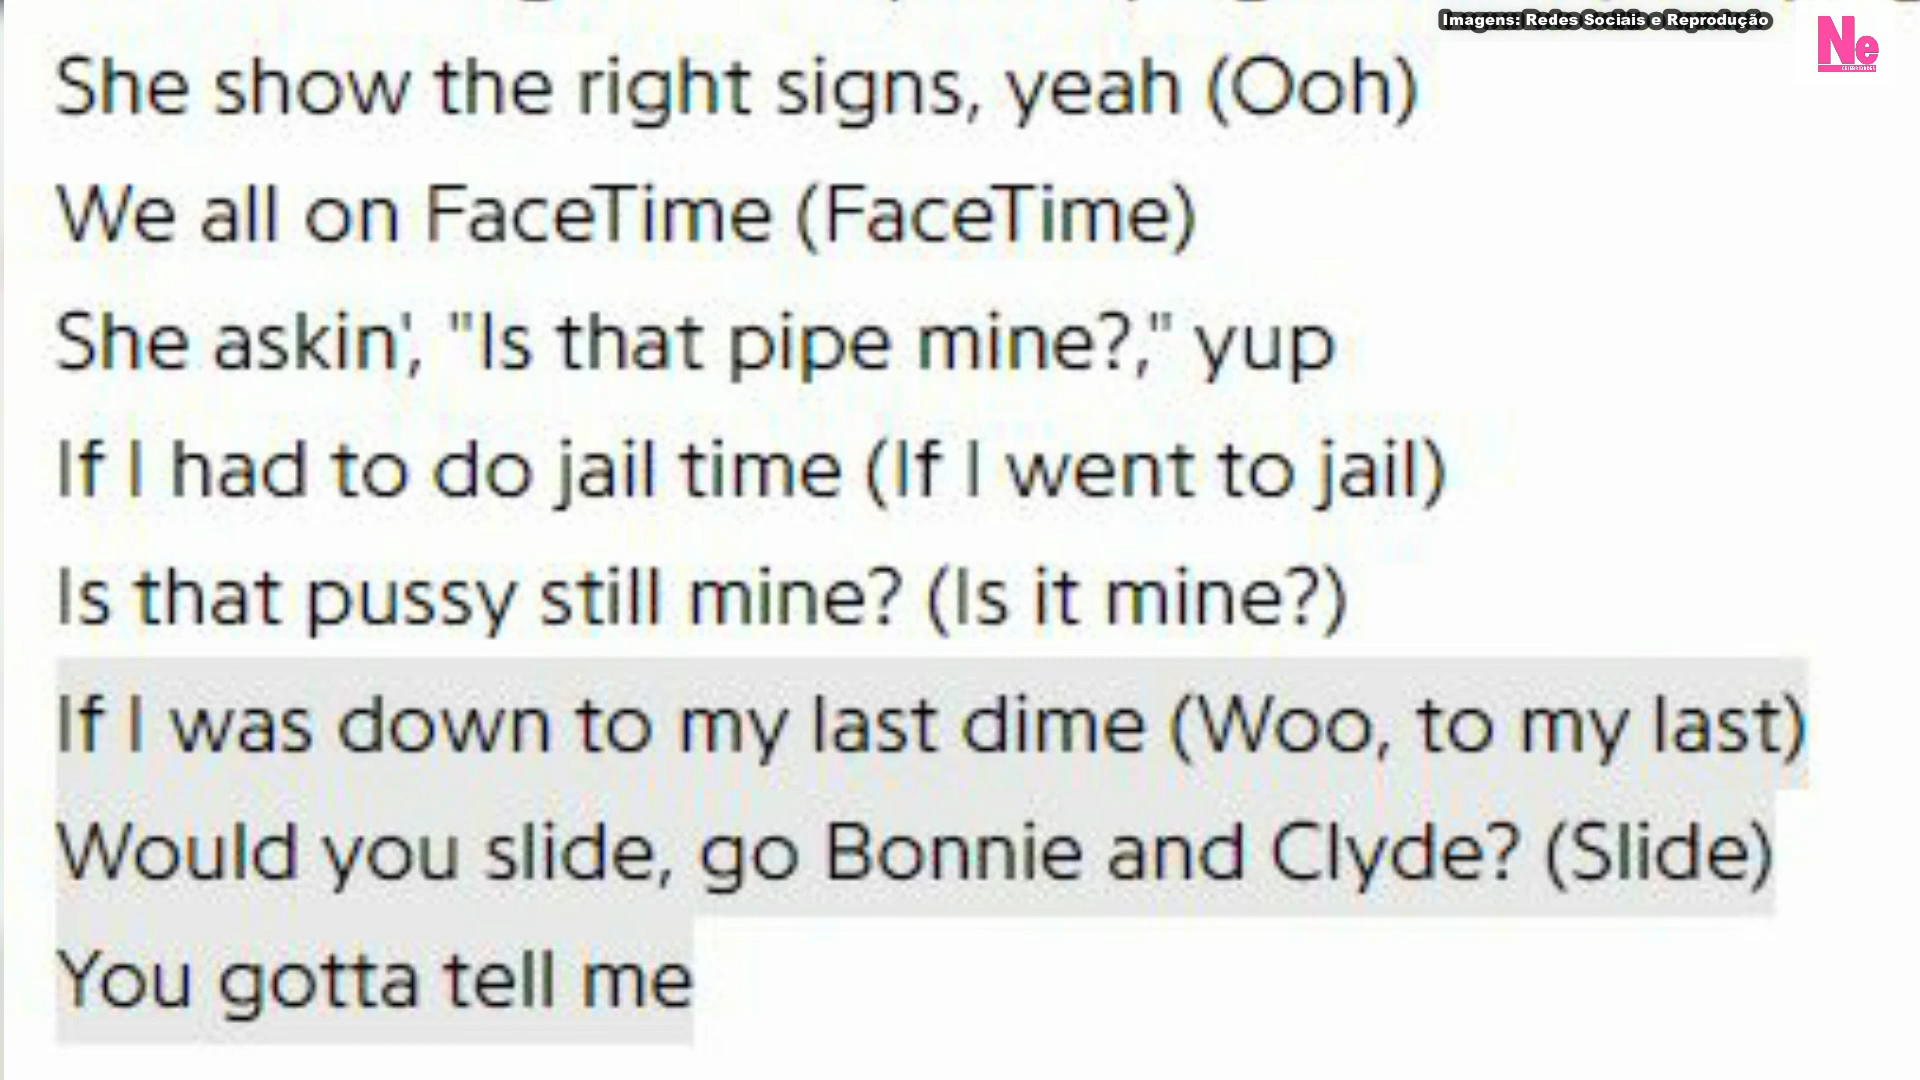 Imagens: Redes Sociais e Reprodução
Ne
She show the right signs, yeah (Ooh)
We all on FaceTime (FaceTime)
She askin', "Is that pipe mine?," yup
If I had to do jail time (If I went to jail)
Is that pussy still mine? (Is it mine?)
If I was down to my last dime (Woo, to my last)
Would you slide, go Bonnie and Clyde? (Slide)
You gotta tell me